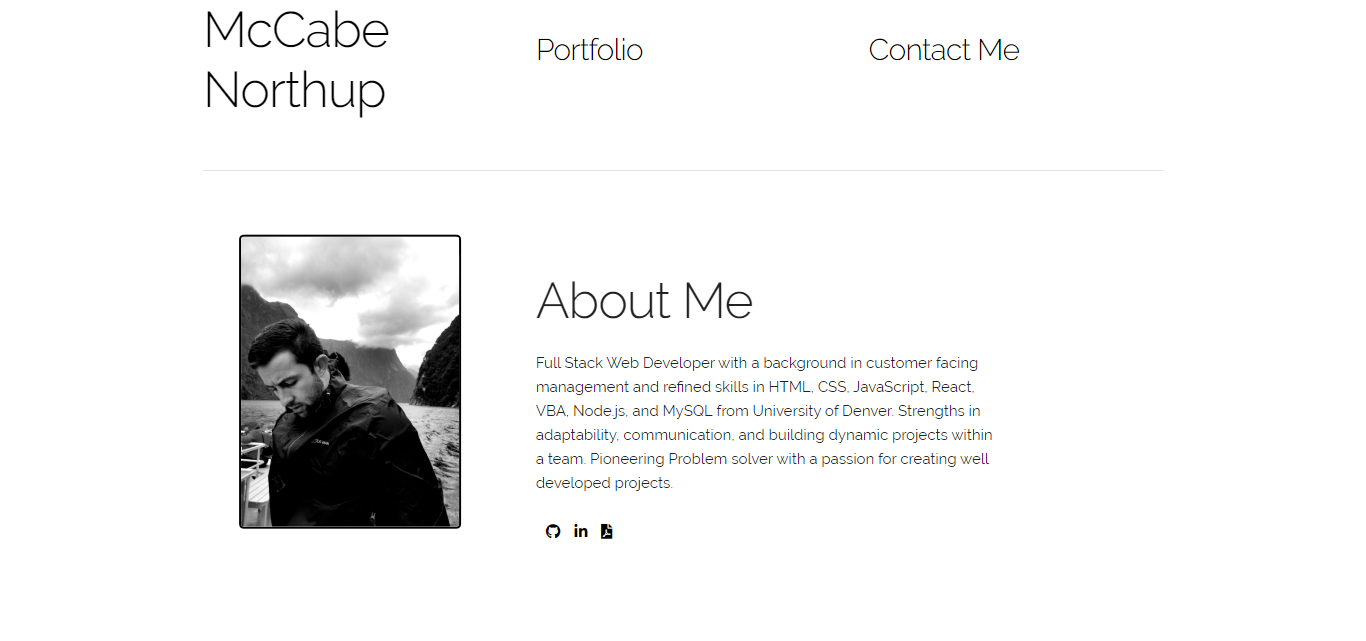 McCabe
Northup
Portfolio
Contact Me
About Me
Full Stack Web Developer with a background in customer facing
management and refined skills in HTML, CSS, JavaScript, React,
VBA, Node.js, and MySQL from University of Denver. Strengths in
adaptability, communication, and building dynamic projects within
a team. Pioneering Problem solver with a passion for creating well
developed projects.
in